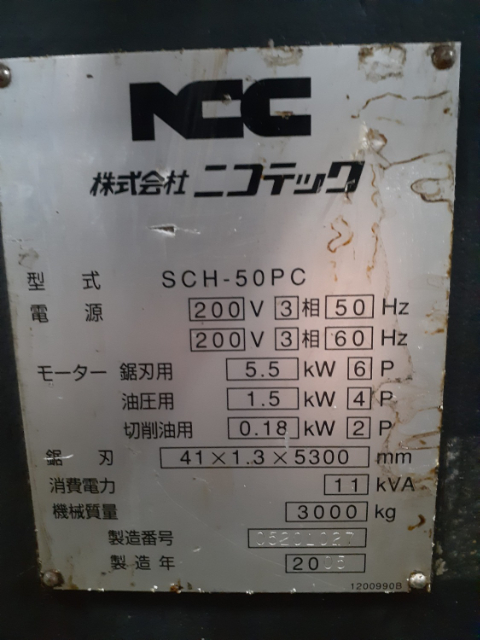 NCC
株式会社 ニコテック
型 式 SCH-50PC
電 源 200 V 3 相 50 Hz
200 V 3 相 60 Hz
モーター 鋸刃用 5.5 kW 6 P
油圧用 1.5 kW 4 P
切削油用 0.18 kW 2 P
鋸 刃 41×1.3×5300 mm
消費電力 11 kVA
機械質量 3000 kg
製造番号 05201027
製造年 2005
1200990B